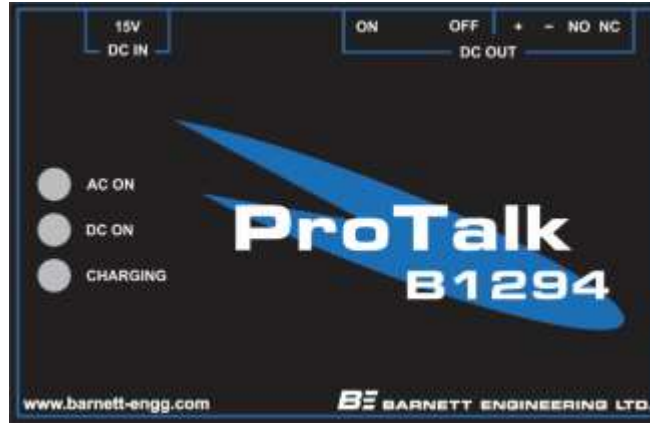 15V
DC IN
ON OFF + – NO NC
DC OUT
AC ON
DC ON
CHARGING
ProTalk
B1294
www.barnett-engg.com
BE BARNETT ENGINEERING LTD.